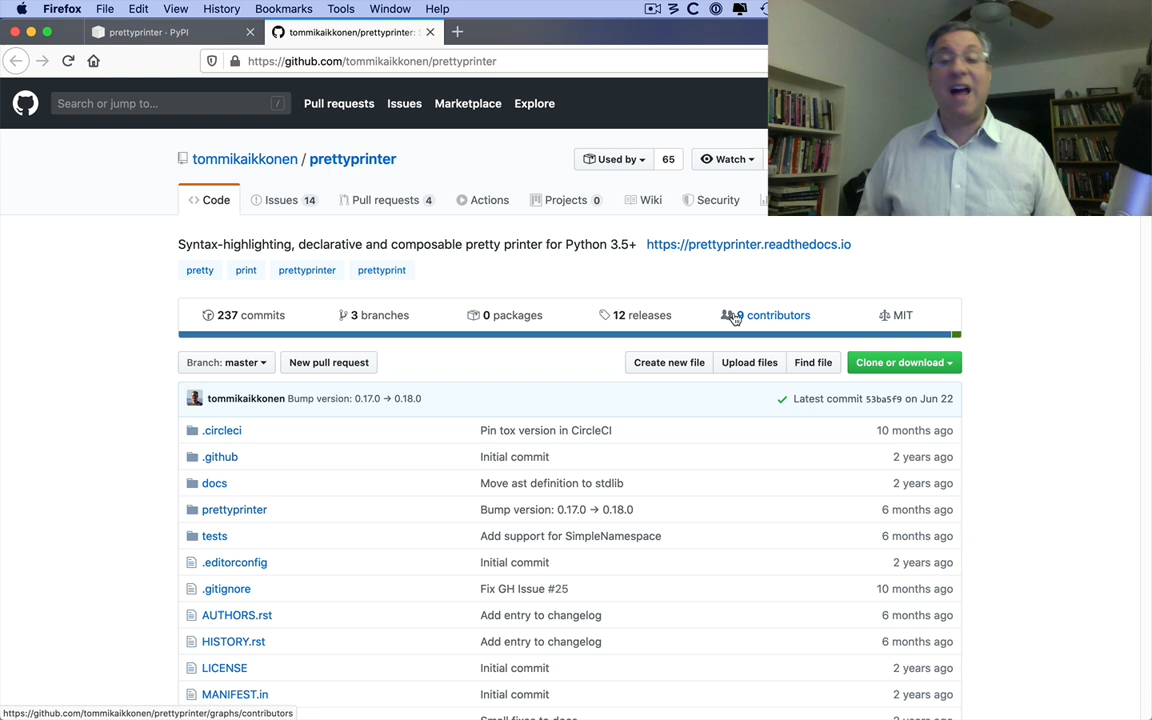 Firefox File Edit View History Bookmarks Tools Window Help
prettyprinter · PyPI
tommikaikkonen/prettyprinter:
https://github.com/tommikaikkonen/prettyprinter
Search or jump to... /
Pull requests Issues Marketplace Explore
tommikaikkonen / prettyprinter
Used by 65 Watch
Code Issues 14 Pull requests 4 Actions Projects 0 Wiki Security
Syntax-highlighting, declarative and composable pretty printer for Python 3.5+ https://prettyprinter.readthedocs.io
pretty print prettyprinter prettyprint
237 commits 3 branches 0 packages 12 releases 9 contributors MIT
Branch: master New pull request Create new file Upload files Find file Clone or download
tommikaikkonen Bump version: 0.17.0 → 0.18.0 Latest commit 53ba5f9 on Jun 22
.circleci Pin tox version in CircleCI 10 months ago
.github Initial commit 2 years ago
docs Move ast definition to stdlib 2 years ago
prettyprinter Bump version: 0.17.0 → 0.18.0 6 months ago
tests Add support for SimpleNamespace 6 months ago
.editorconfig Initial commit 2 years ago
.gitignore Fix GH Issue #25 10 months ago
AUTHORS.rst Add entry to changelog 6 months ago
HISTORY.rst Add entry to changelog 6 months ago
LICENSE Initial commit 2 years ago
MANIFEST.in Initial commit 2 years ago
https://github.com/tommikaikkonen/prettyprinter/graphs/contributors